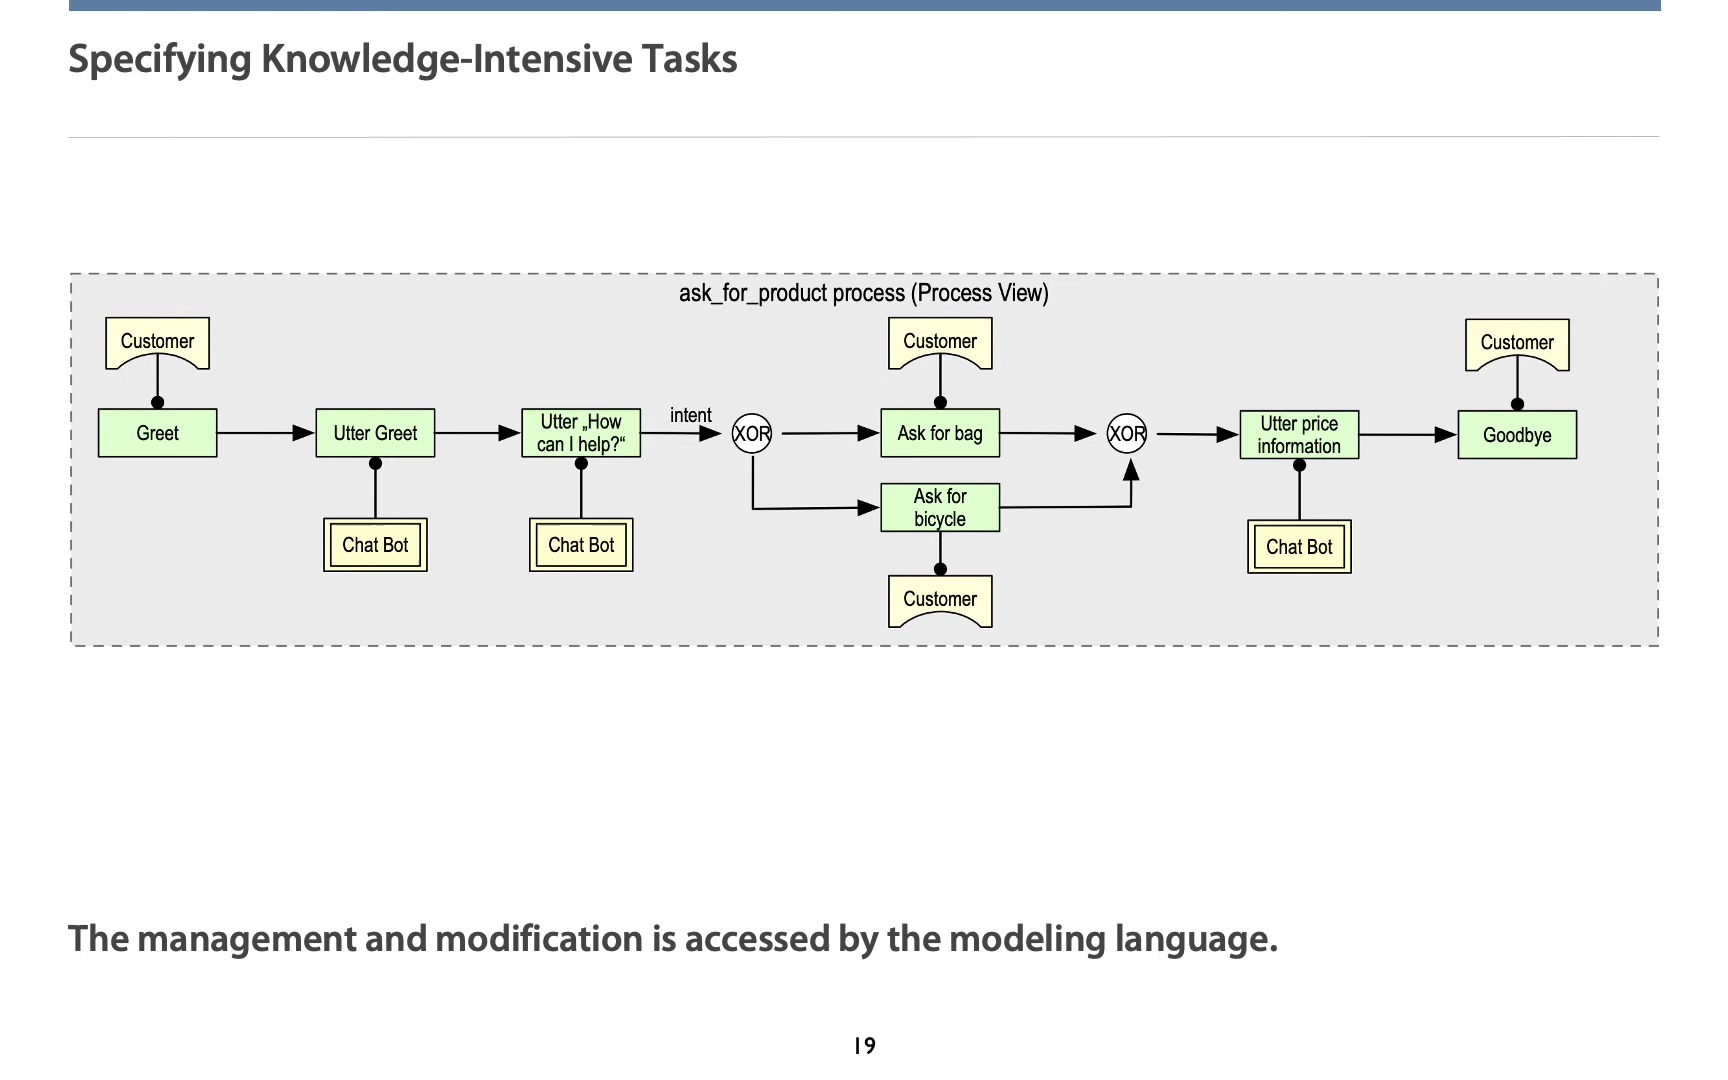 Specifying Knowledge-Intensive Tasks
ask_for_product process (Process View)
Customer
Customer
Customer
Greet
Utter Greet
Utter „How
can I help?“
intent
XOR
Ask for bag
XOR
Utter price
information
Goodbye
Ask for
bicycle
Chat Bot
Chat Bot
Chat Bot
Customer
The management and modification is accessed by the modeling language.
19